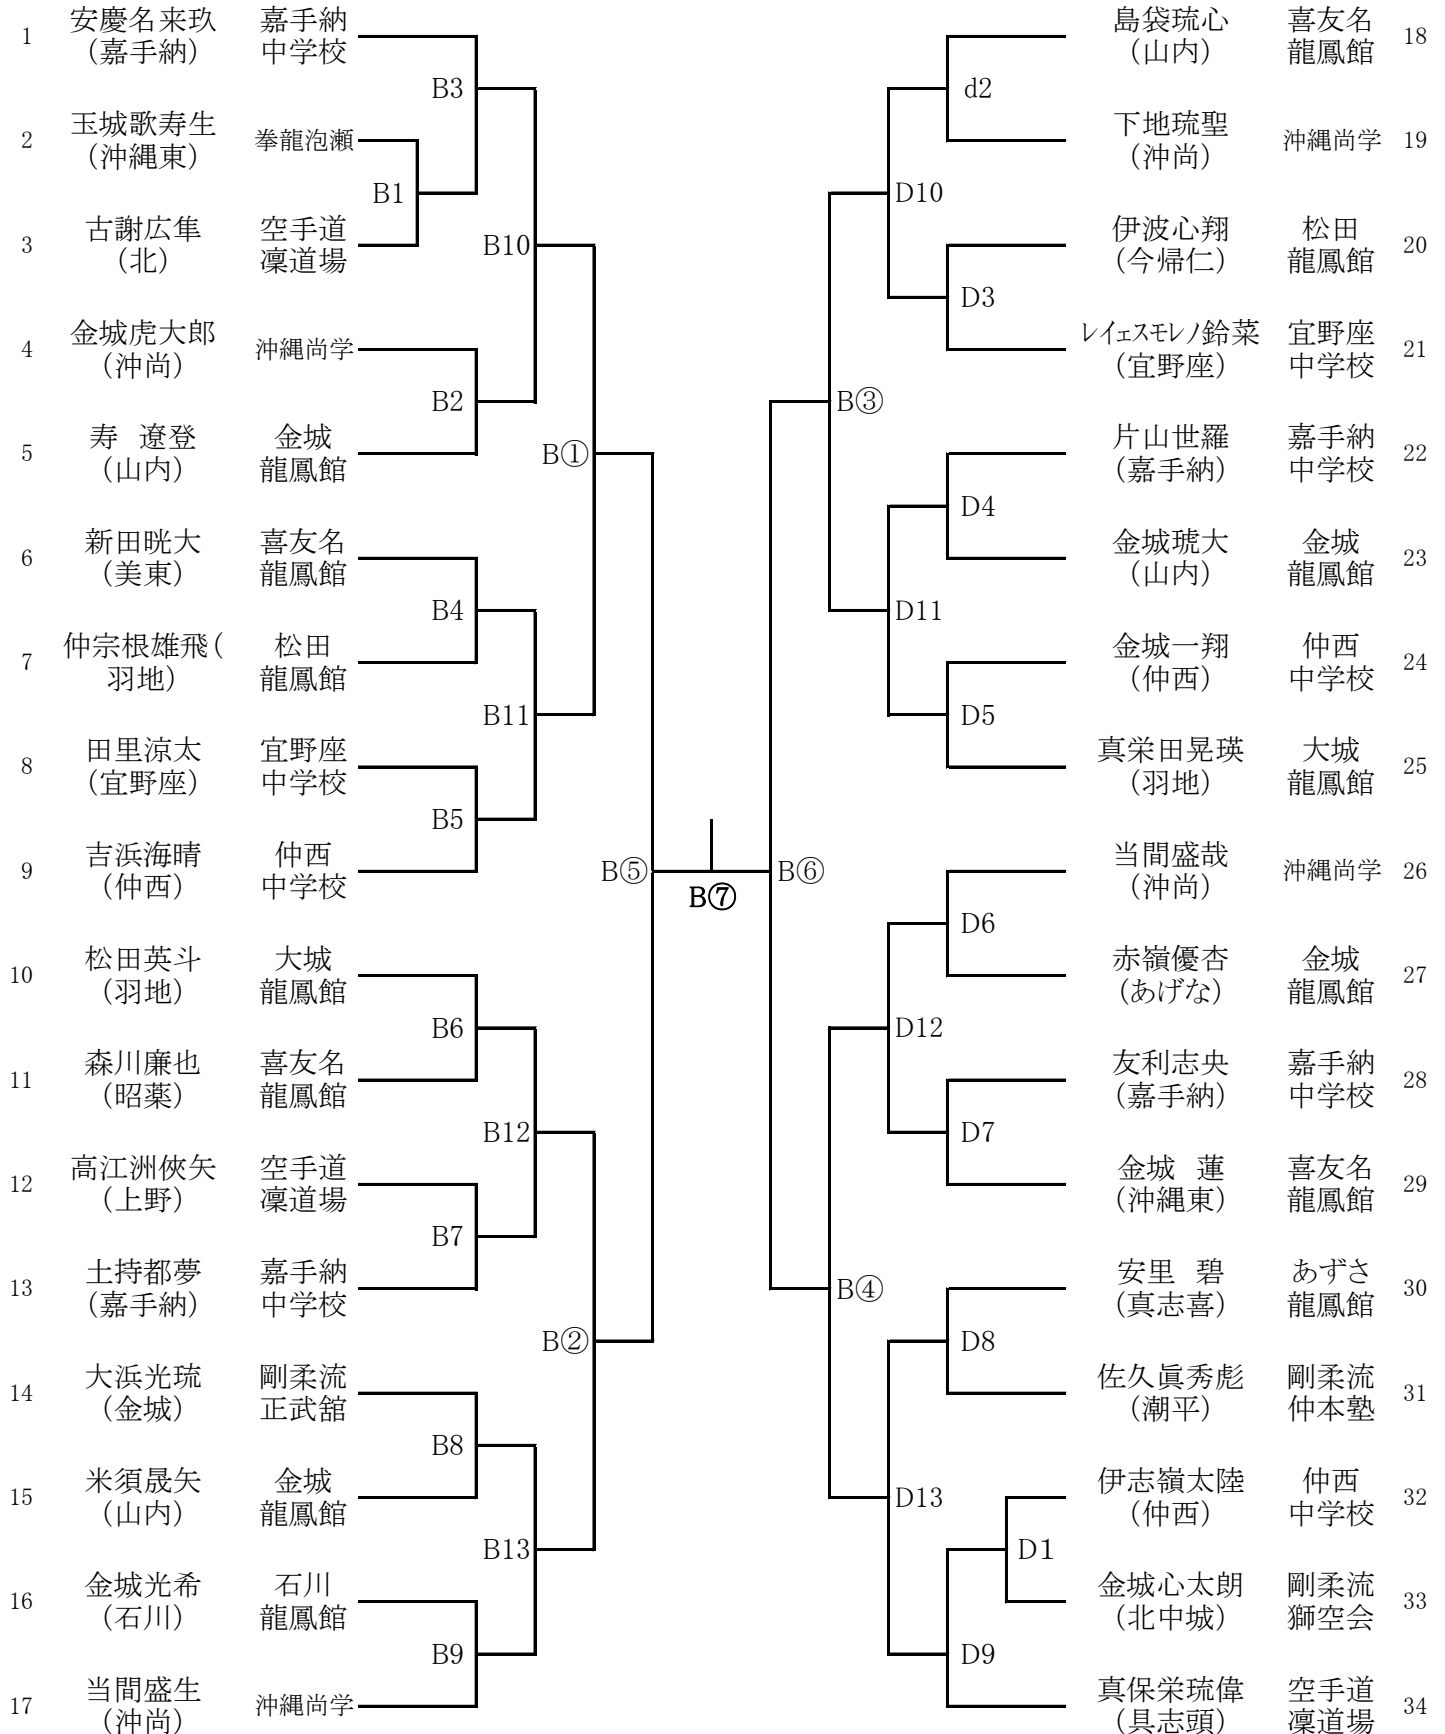 1 安慶名来玖 嘉手納
(嘉手納) 中学校
B3
2 玉城歌寿生 拳龍泡瀬
(沖縄東)
B1
3 古謝広隼 空手道
(北) 凜道場
B10
4 金城虎大郎 沖縄尚学
(沖尚)
B2
5 寿 遼登 金城
(山内) 龍鳳館
B①
6 新田晄大 喜友名
(美東) 龍鳳館
B4
7 仲宗根雄飛( 松田
羽地) 龍鳳館
B11
8 田里涼太 宜野座
(宜野座) 中学校
B5
9 吉浜海晴 仲西
(仲西) 中学校
B⑤
10 松田英斗 大城
(羽地) 龍鳳館
B6
11 森川廉也 喜友名
(昭薬) 龍鳳館
B12
12 高江洲俠矢 空手道
(上野) 凜道場
B7
13 土持都夢 嘉手納
(嘉手納) 中学校
B②
14 大浜光琉 剛柔流
(金城) 正武舘
B8
15 米須晟矢 金城
(山内) 龍鳳館
B13
16 金城光希 石川
(石川) 龍鳳館
B9
17 当間盛生 沖縄尚学
(沖尚)
B⑦
島袋琉心 喜友名 18
(山内) 龍鳳館
d2
下地琉聖 沖縄尚学 19
(沖尚)
D10
伊波心翔 松田 20
(今帰仁) 龍鳳館
D3
レイェスモレノ鈴菜 宜野座 21
(宜野座) 中学校
B③
片山世羅 嘉手納 22
(嘉手納) 中学校
D4
金城琥大 金城 23
(山内) 龍鳳館
D11
金城一翔 仲西 24
(仲西) 中学校
D5
真栄田晃瑛 大城 25
(羽地) 龍鳳館
B⑥
当間盛哉 沖縄尚学 26
(沖尚)
D6
赤嶺優杏 金城 27
(あげな) 龍鳳館
D12
友利志央 嘉手納 28
(嘉手納) 中学校
D7
金城 蓮 喜友名 29
(沖縄東) 龍鳳館
B④
安里 碧 あずさ 30
(真志喜) 龍鳳館
D8
佐久眞秀彪 剛柔流 31
(潮平) 仲本塾
D13
伊志嶺太陸 仲西 32
(仲西) 中学校
D1
金城心太朗 剛柔流 33
(北中城) 獅空会
D9
真保栄琉偉 空手道 34
(具志頭) 凜道場